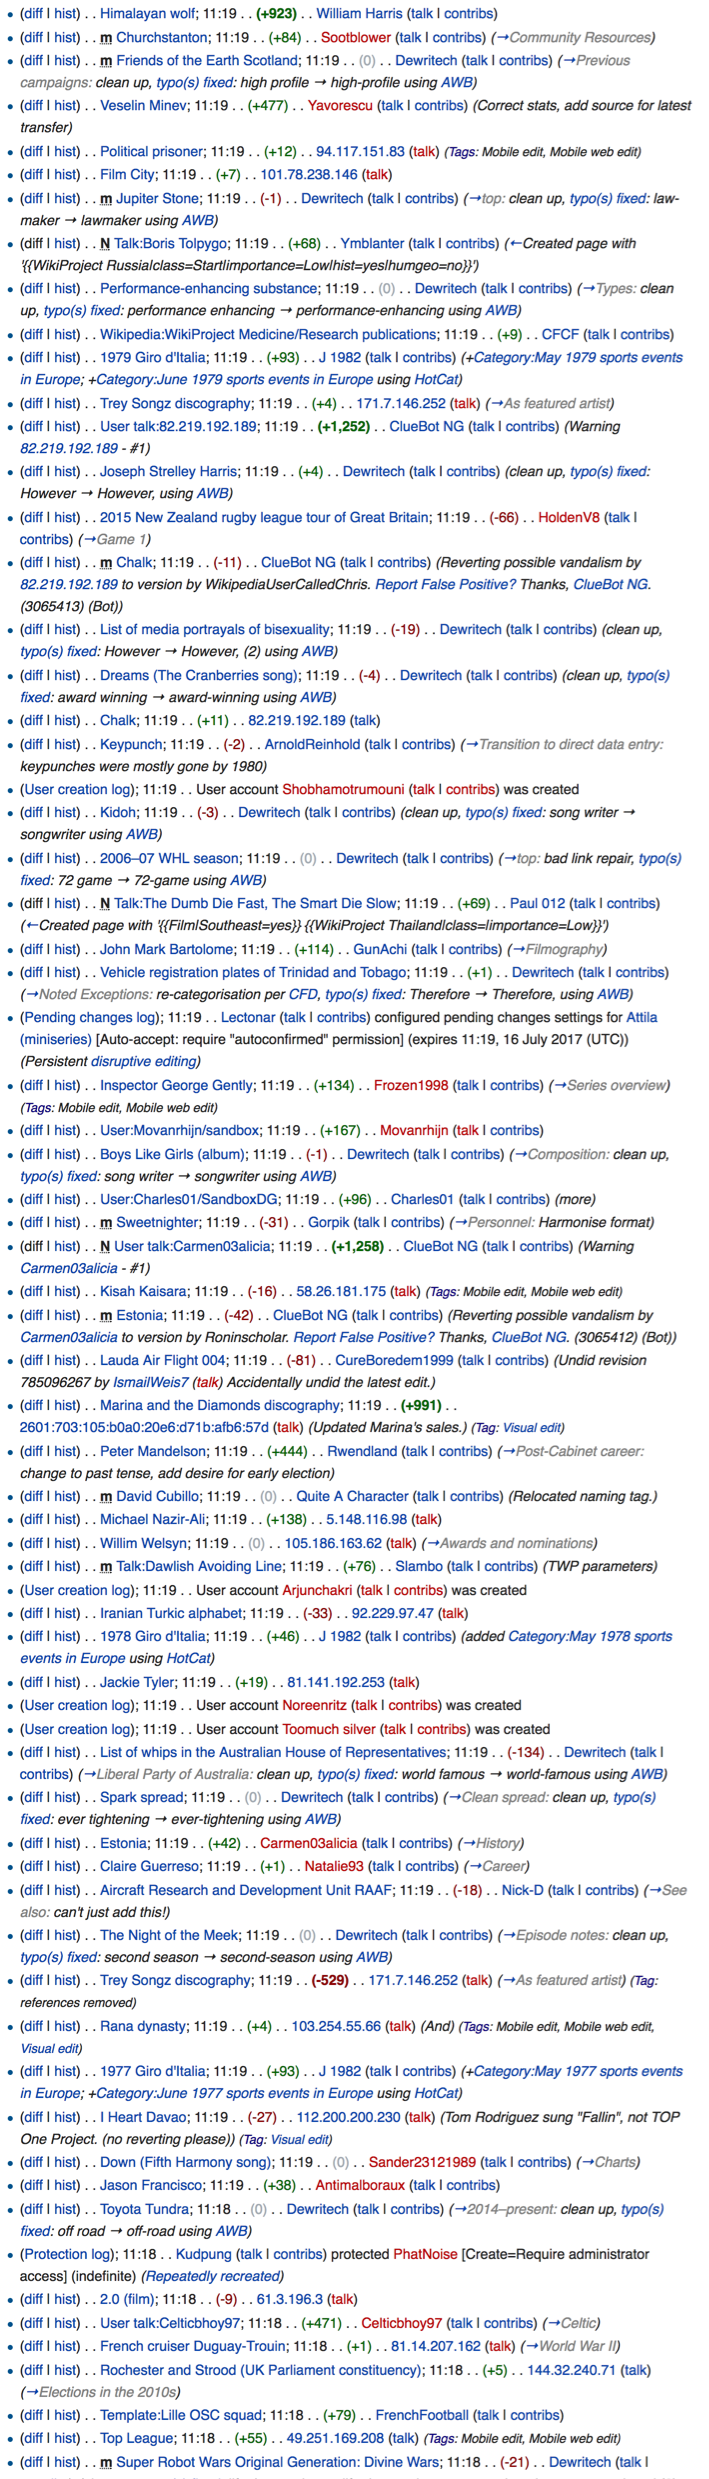 (diff | hist) . . Himalayan wolf; 11:19 . . (+923) . . William Harris (talk | contribs)
(diff | hist) . . m Churchstanton; 11:19 . . (+84) . . Sootblower (talk | contribs) (→Community Resources)
(diff | hist) . . m Friends of the Earth Scotland; 11:19 . . (0) . . Dewritech (talk | contribs) (→Previous
campaigns: clean up, typo(s) fixed: high profile → high-profile using AWB)
(diff | hist) . . Veselin Minev; 11:19 . . (+477) . . Yavorescu (talk | contribs) (Correct stats, add source for latest
transfer)
(diff | hist) . . Political prisoner; 11:19 . . (+12) . . 94.117.151.83 (talk) (Tags: Mobile edit, Mobile web edit)
(diff | hist) . . Film City; 11:19 . . (+7) . . 101.78.238.146 (talk)
(diff | hist) . . m Jupiter Stone; 11:19 . . (-1) . . Dewritech (talk | contribs) (→top: clean up, typo(s) fixed: law-
maker → lawmaker using AWB)
(diff | hist) . . N Talk:Boris Tolpygo; 11:19 . . (+68) . . Ymblanter (talk | contribs) (←Created page with
'{{WikiProject Russia|class=Start|importance=Low|hist=yes|humgeo=no}}')
(diff | hist) . . Performance-enhancing substance; 11:19 . . (0) . . Dewritech (talk | contribs) (→Types: clean
up, typo(s) fixed: performance enhancing → performance-enhancing using AWB)
(diff | hist) . . Wikipedia:WikiProject Medicine/Research publications; 11:19 . . (+9) . . CFCF (talk | contribs)
(diff | hist) . . 1979 Giro d'Italia; 11:19 . . (+93) . . J 1982 (talk | contribs) (+Category:May 1979 sports events
in Europe; +Category:June 1979 sports events in Europe using HotCat)
(diff | hist) . . Trey Songz discography; 11:19 . . (+4) . . 171.7.146.252 (talk) (→As featured artist)
(diff | hist) . . User talk:82.219.192.189; 11:19 . . (+1,252) . . ClueBot NG (talk | contribs) (Warning
82.219.192.189 - #1)
(diff | hist) . . Joseph Strelley Harris; 11:19 . . (+4) . . Dewritech (talk | contribs) (clean up, typo(s) fixed:
However → However, using AWB)
(diff | hist) . . 2015 New Zealand rugby league tour of Great Britain; 11:19 . . (-66) . . HoldenV8 (talk |
contribs) (→Game 1)
(diff | hist) . . m Chalk; 11:19 . . (-11) . . ClueBot NG (talk | contribs) (Reverting possible vandalism by
82.219.192.189 to version by WikipediaUserCalledChris. Report False Positive? Thanks, ClueBot NG.
(3065413) (Bot))
(diff | hist) . . List of media portrayals of bisexuality; 11:19 . . (-19) . . Dewritech (talk | contribs) (clean up,
typo(s) fixed: However → However, (2) using AWB)
(diff | hist) . . Dreams (The Cranberries song); 11:19 . . (-4) . . Dewritech (talk | contribs) (clean up, typo(s)
fixed: award winning → award-winning using AWB)
(diff | hist) . . Chalk; 11:19 . . (+11) . . 82.219.192.189 (talk)
(diff | hist) . . Keypunch; 11:19 . . (-2) . . ArnoldReinhold (talk | contribs) (→Transition to direct data entry:
keypunches were mostly gone by 1980)
(User creation log); 11:19 . . User account Shobhamotrumouni (talk | contribs) was created
(diff | hist) . . Kidoh; 11:19 . . (-3) . . Dewritech (talk | contribs) (clean up, typo(s) fixed: song writer →
songwriter using AWB)
(diff | hist) . . 2006–07 WHL season; 11:19 . . (0) . . Dewritech (talk | contribs) (→top: bad link repair, typo(s)
fixed: 72 game → 72-game using AWB)
(diff | hist) . . N Talk:The Dumb Die Fast, The Smart Die Slow; 11:19 . . (+69) . . Paul 012 (talk | contribs)
(←Created page with '{{Film|Southeast=yes}} {{WikiProject Thailand|class=|importance=Low}}')
(diff | hist) . . John Mark Bartolome; 11:19 . . (+114) . . GunAchi (talk | contribs) (→Filmography)
(diff | hist) . . Vehicle registration plates of Trinidad and Tobago; 11:19 . . (+1) . . Dewritech (talk | contribs)
(→Noted Exceptions: re-categorisation per CFD, typo(s) fixed: Therefore → Therefore, using AWB)
(Pending changes log); 11:19 . . Lectonar (talk | contribs) configured pending changes settings for Attila
(miniseries) [Auto-accept: require "autoconfirmed" permission] (expires 11:19, 16 July 2017 (UTC))
(Persistent disruptive editing)
(diff | hist) . . Inspector George Gently; 11:19 . . (+134) . . Frozen1998 (talk | contribs) (→Series overview)
(Tags: Mobile edit, Mobile web edit)
(diff | hist) . . User:Movanrhijn/sandbox; 11:19 . . (+167) . . Movanrhijn (talk | contribs)
(diff | hist) . . Boys Like Girls (album); 11:19 . . (-1) . . Dewritech (talk | contribs) (→Composition: clean up,
typo(s) fixed: song writer → songwriter using AWB)
(diff | hist) . . User:Charles01/SandboxDG; 11:19 . . (+96) . . Charles01 (talk | contribs) (more)
(diff | hist) . . m Sweetnighter; 11:19 . . (-31) . . Gorpik (talk | contribs) (→Personnel: Harmonise format)
(diff | hist) . . N User talk:Carmen03alicia; 11:19 . . (+1,258) . . ClueBot NG (talk | contribs) (Warning
Carmen03alicia - #1)
(diff | hist) . . Kisah Kaisara; 11:19 . . (-16) . . 58.26.181.175 (talk) (Tags: Mobile edit, Mobile web edit)
(diff | hist) . . m Estonia; 11:19 . . (-42) . . ClueBot NG (talk | contribs) (Reverting possible vandalism by
Carmen03alicia to version by Roninscholar. Report False Positive? Thanks, ClueBot NG. (3065412) (Bot))
(diff | hist) . . Lauda Air Flight 004; 11:19 . . (-81) . . CureBoredem1999 (talk | contribs) (Undid revision
785096267 by IsmailWeis7 (talk) Accidentally undid the latest edit.)
(diff | hist) . . Marina and the Diamonds discography; 11:19 . . (+991) . .
2601:703:105:b0a0:20e6:d71b:afb6:57d (talk) (Updated Marina's sales.) (Tag: Visual edit)
(diff | hist) . . Peter Mandelson; 11:19 . . (+444) . . Rwendland (talk | contribs) (→Post-Cabinet career:
change to past tense, add desire for early election)
(diff | hist) . . m David Cubillo; 11:19 . . (0) . . Quite A Character (talk | contribs) (Relocated naming tag.)
(diff | hist) . . Michael Nazir-Ali; 11:19 . . (+138) . . 5.148.116.98 (talk)
(diff | hist) . . Willim Welsyn; 11:19 . . (0) . . 105.186.163.62 (talk) (→Awards and nominations)
(diff | hist) . . m Talk:Dawlish Avoiding Line; 11:19 . . (+76) . . Slambo (talk | contribs) (TWP parameters)
(User creation log); 11:19 . . User account Arjunchakri (talk | contribs) was created
(diff | hist) . . Iranian Turkic alphabet; 11:19 . . (-33) . . 92.229.97.47 (talk)
(diff | hist) . . 1978 Giro d'Italia; 11:19 . . (+46) . . J 1982 (talk | contribs) (added Category:May 1978 sports
events in Europe using HotCat)
(diff | hist) . . Jackie Tyler; 11:19 . . (+19) . . 81.141.192.253 (talk)
(User creation log); 11:19 . . User account Noreenritz (talk | contribs) was created
(User creation log); 11:19 . . User account Toomuch silver (talk | contribs) was created
(diff | hist) . . List of whips in the Australian House of Representatives; 11:19 . . (-134) . . Dewritech (talk |
contribs) (→Liberal Party of Australia: clean up, typo(s) fixed: world famous → world-famous using AWB)
(diff | hist) . . Spark spread; 11:19 . . (0) . . Dewritech (talk | contribs) (→Clean spread: clean up, typo(s)
fixed: ever tightening → ever-tightening using AWB)
(diff | hist) . . Estonia; 11:19 . . (+42) . . Carmen03alicia (talk | contribs) (→History)
(diff | hist) . . Claire Guerreso; 11:19 . . (+1) . . Natalie93 (talk | contribs) (→Career)
(diff | hist) . . Aircraft Research and Development Unit RAAF; 11:19 . . (-18) . . Nick-D (talk | contribs) (→See
also: can't just add this!)
(diff | hist) . . The Night of the Meek; 11:19 . . (0) . . Dewritech (talk | contribs) (→Episode notes: clean up,
typo(s) fixed: second season → second-season using AWB)
(diff | hist) . . Trey Songz discography; 11:19 . . (-529) . . 171.7.146.252 (talk) (→As featured artist) (Tag:
references removed)
(diff | hist) . . Rana dynasty; 11:19 . . (+4) . . 103.254.55.66 (talk) (And) (Tags: Mobile edit, Mobile web edit,
Visual edit)
(diff | hist) . . 1977 Giro d'Italia; 11:19 . . (+93) . . J 1982 (talk | contribs) (+Category:May 1977 sports events
in Europe; +Category:June 1977 sports events in Europe using HotCat)
(diff | hist) . . I Heart Davao; 11:19 . . (-27) . . 112.200.200.230 (talk) (Tom Rodriguez sung "Fallin", not TOP
One Project. (no reverting please)) (Tag: Visual edit)
(diff | hist) . . Down (Fifth Harmony song); 11:19 . . (0) . . Sander23121989 (talk | contribs) (→Charts)
(diff | hist) . . Jason Francisco; 11:19 . . (+38) . . Antimalboraux (talk | contribs)
(diff | hist) . . Toyota Tundra; 11:18 . . (0) . . Dewritech (talk | contribs) (→2014–present: clean up, typo(s)
fixed: off road → off-road using AWB)
(Protection log); 11:18 . . Kudpung (talk | contribs) protected PhatNoise [Create=Require administrator
access] (indefinite) (Repeatedly recreated)
(diff | hist) . . 2.0 (film); 11:18 . . (-9) . . 61.3.196.3 (talk)
(diff | hist) . . User talk:Celticbhoy97; 11:18 . . (+471) . . Celticbhoy97 (talk | contribs) (→Celtic)
(diff | hist) . . French cruiser Duguay-Trouin; 11:18 . . (+1) . . 81.14.207.162 (talk) (→World War II)
(diff | hist) . . Rochester and Strood (UK Parliament constituency); 11:18 . . (+5) . . 144.32.240.71 (talk)
(→Elections in the 2010s)
(diff | hist) . . Template:Lille OSC squad; 11:18 . . (+79) . . FrenchFootball (talk | contribs)
(diff | hist) . . Top League; 11:18 . . (+55) . . 49.251.169.208 (talk) (Tags: Mobile edit, Mobile web edit)
(diff | hist) . . m Super Robot Wars Original Generation: Divine Wars; 11:18 . . (-21) . . Dewritech (talk |